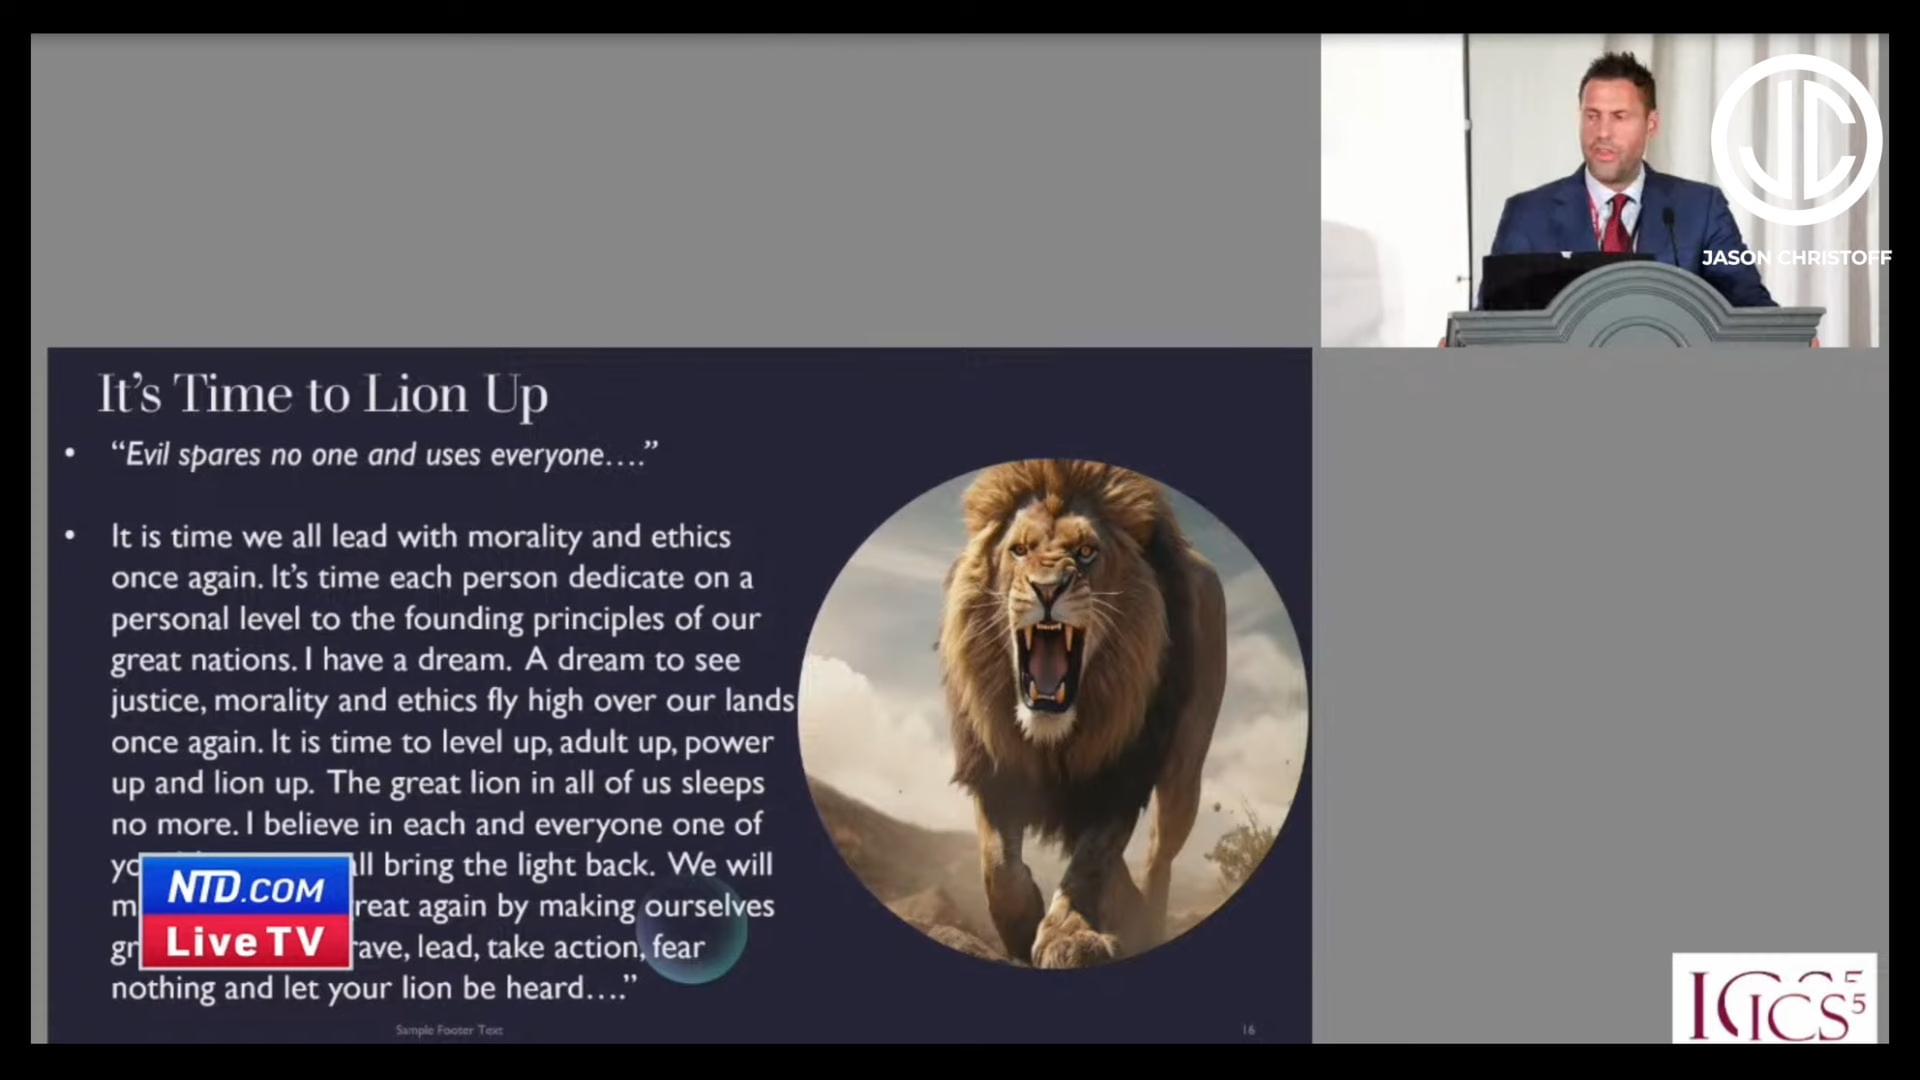 JC
JASON CHRISTOFF
It's Time to Lion Up
• "Evil spares no one and uses everyone…."
• It is time we all lead with morality and ethics
once again. It's time each person dedicate on a
personal level to the founding principles of our
great nations. I have a dream. A dream to see
justice, morality and ethics fly high over our lands
once again. It is time to level up, adult up, power
up and lion up. The great lion in all of us sleeps
no more. I believe in each and everyone one of
all bring the light back. We will
again by making ourselves
lead, take action, fear
nothing and let your lion be heard…."
NTD.COM
Live TV
Sample Footer Text
16
ICS5